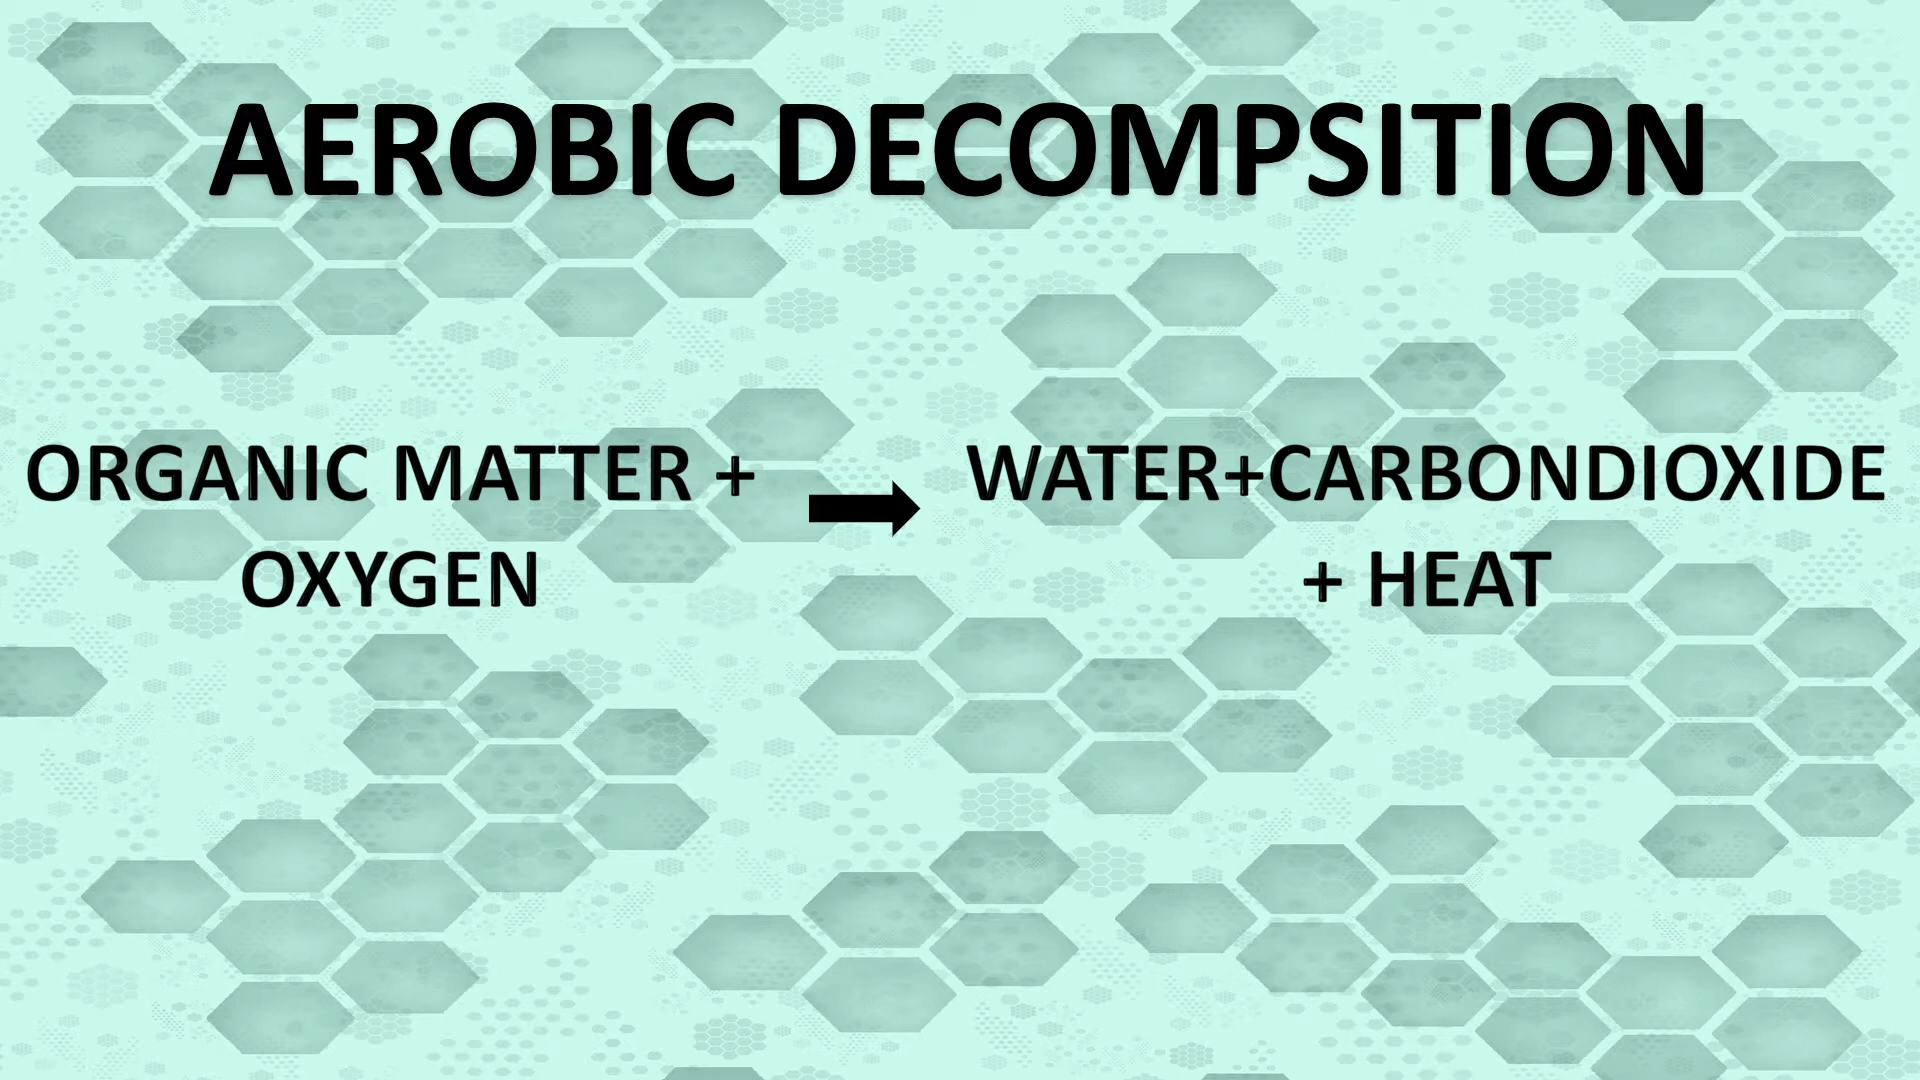 AEROBIC DECOMPSITION
ORGANIC MATTER +
OXYGEN
WATER+CARBONDIOXIDE
+ HEAT